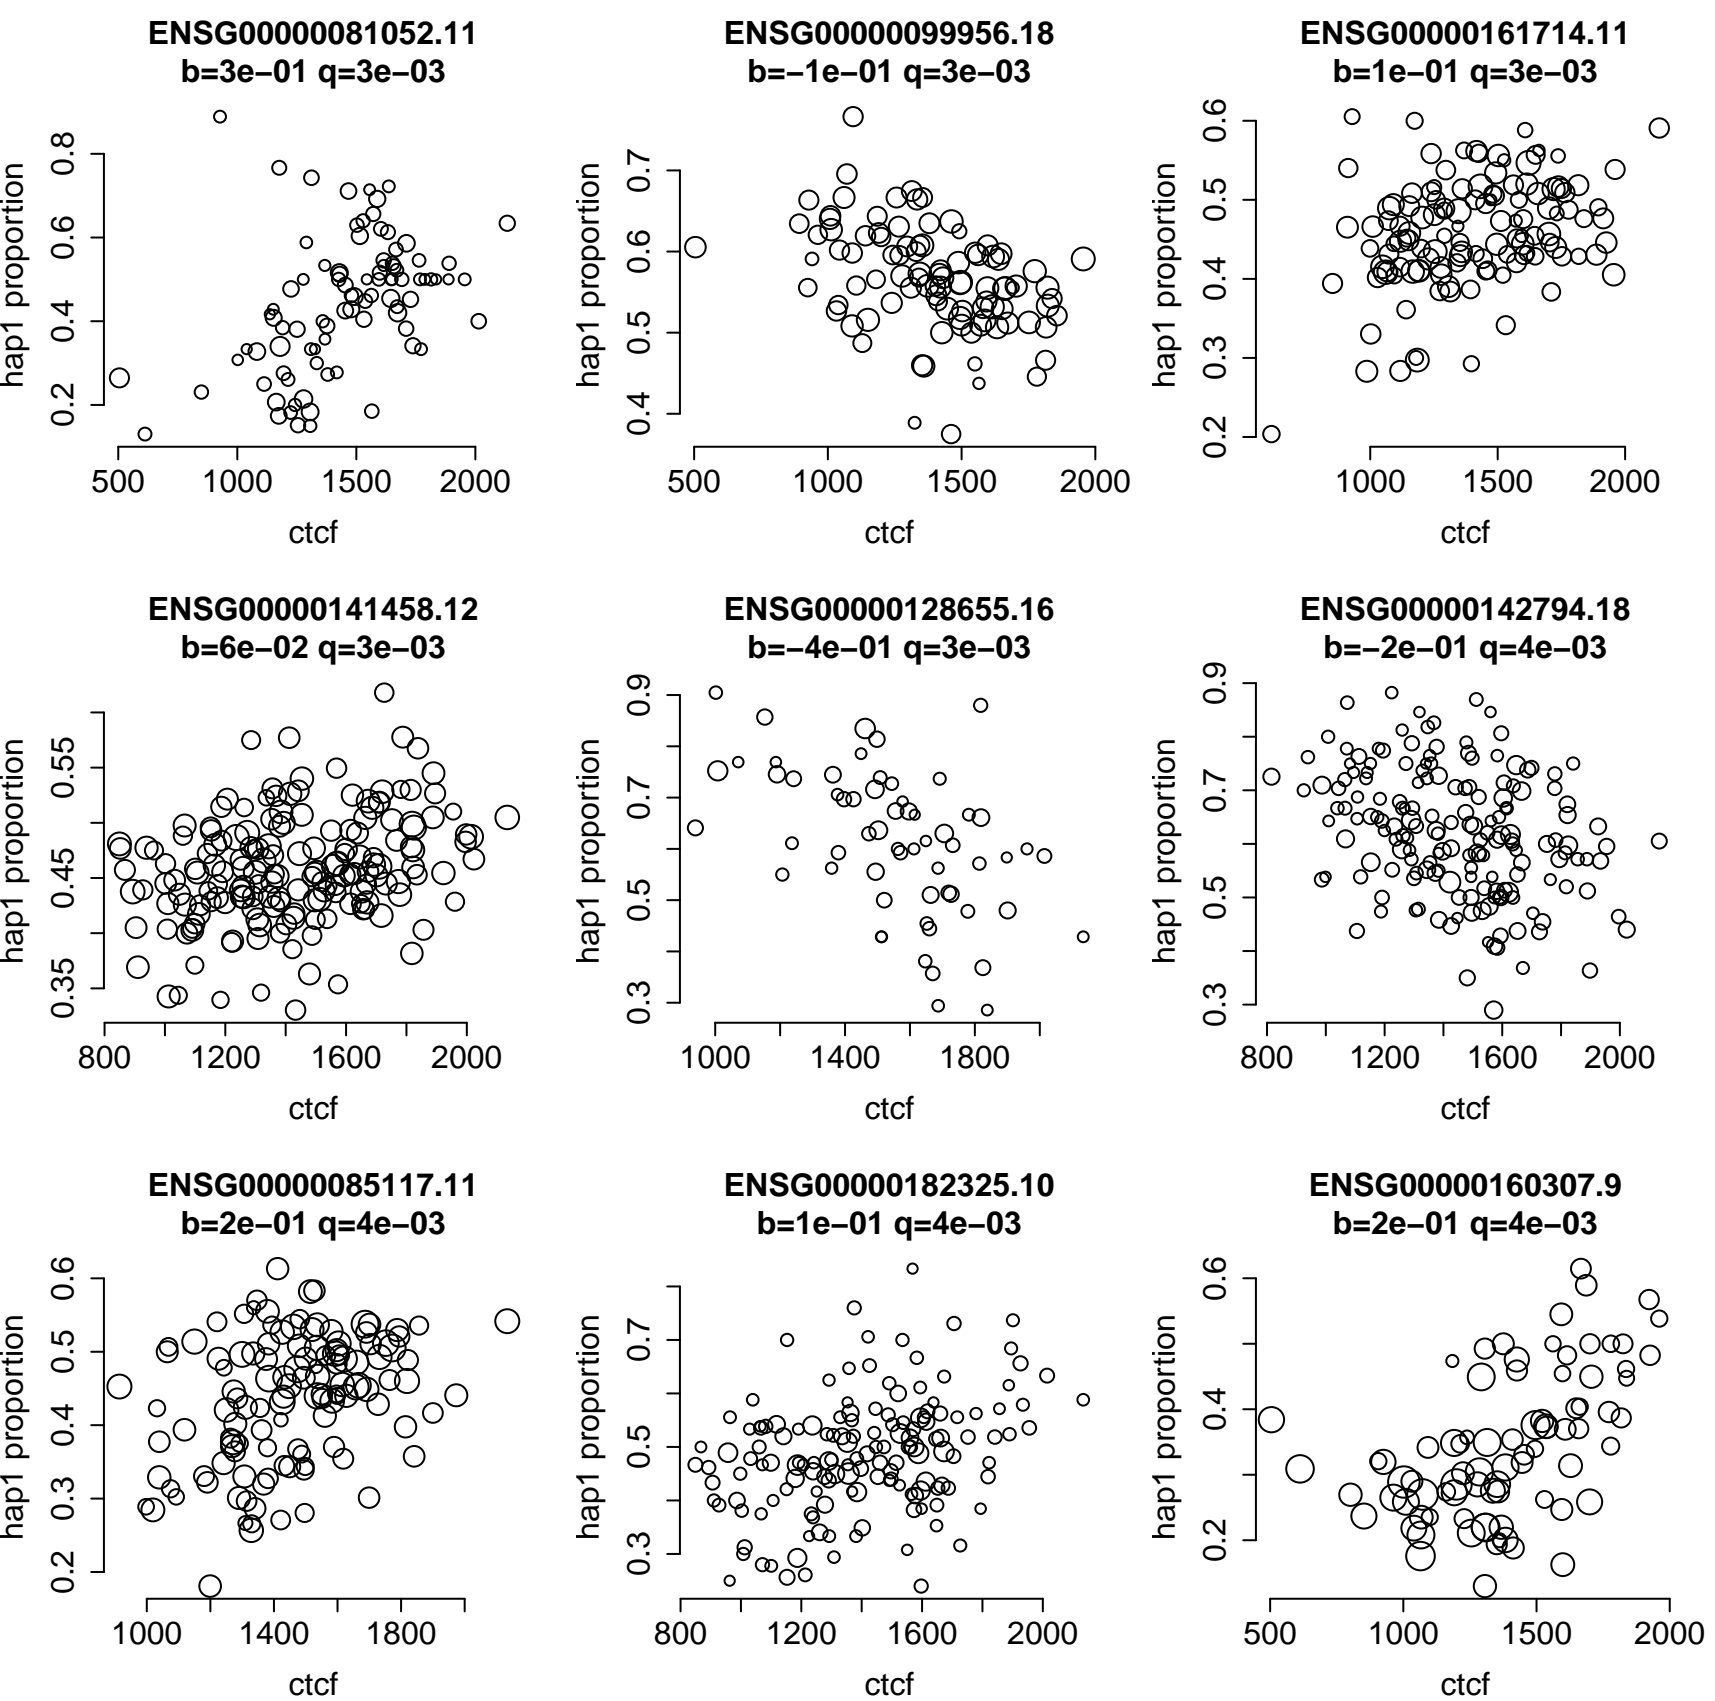 ENSG00000081052.11
b=3e−01 q=3e−03
hap1 proportion
0.8
0.6
0.4
0.2
500 1000 1500 2000
ctcf
ENSG00000099956.18
b=−1e−01 q=3e−03
hap1 proportion
0.7
0.6
0.5
0.4
500 1000 1500 2000
ctcf
ENSG00000161714.11
b=1e−01 q=3e−03
hap1 proportion
0.6
0.5
0.4
0.3
0.2
1000 1500 2000
ctcf
ENSG00000141458.12
b=6e−02 q=3e−03
hap1 proportion
0.55
0.45
0.35
800 1200 1600 2000
ctcf
ENSG00000128655.16
b=−4e−01 q=3e−03
hap1 proportion
0.9
0.7
0.5
0.3
1000 1400 1800
ctcf
ENSG00000142794.18
b=−2e−01 q=4e−03
hap1 proportion
0.9
0.7
0.5
0.3
800 1200 1600 2000
ctcf
ENSG00000085117.11
b=2e−01 q=4e−03
hap1 proportion
0.6
0.5
0.4
0.3
0.2
1000 1400 1800
ctcf
ENSG00000182325.10
b=1e−01 q=4e−03
hap1 proportion
0.7
0.5
0.3
800 1200 1600 2000
ctcf
ENSG00000160307.9
b=2e−01 q=4e−03
hap1 proportion
0.6
0.4
0.2
500 1000 1500 2000
ctcf